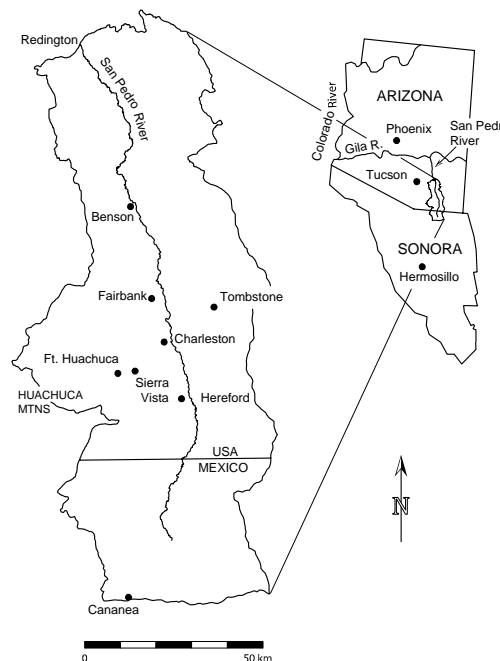 Redington
San Pedro River
Benson
Fairbank
Tombstone
Charleston
Ft. Huachuca
Sierra
Vista
Hereford
HUACHUCA
MTNS
USA
MEXICO
Cananea
0
50 km
Colorado River
ARIZONA
Phoenix
San Pedro
River
Gila R.
Tucson
SONORA
Hermosillo
N